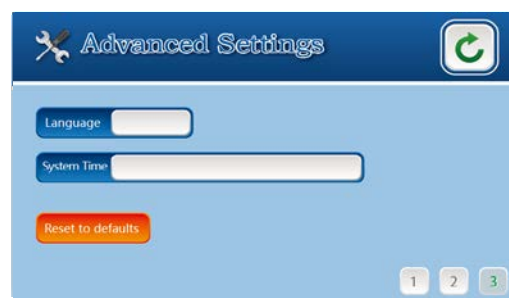 Advanced Settings
Language
System Time
Reset to defaults
1 2 3